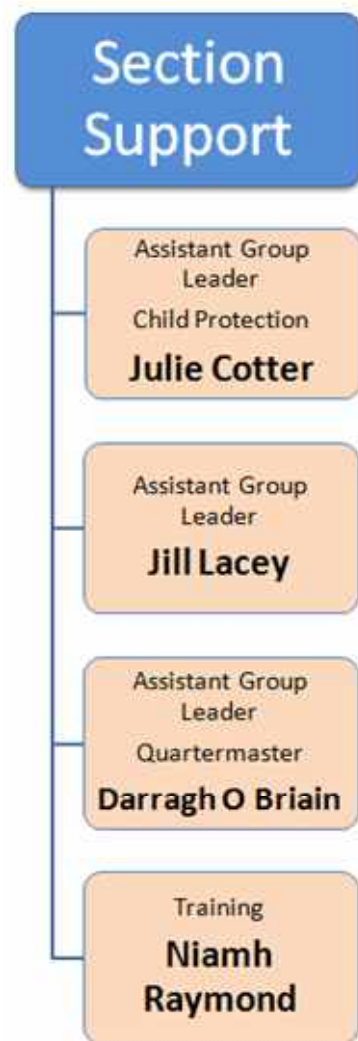 Section
Support
Assistant Group
Leader
Child Protection
Julie Cotter
Assistant Group
Leader
Jill Lacey
Assistant Group
Leader
Quartermaster
Darragh O Briain
Training
Niamh
Raymond